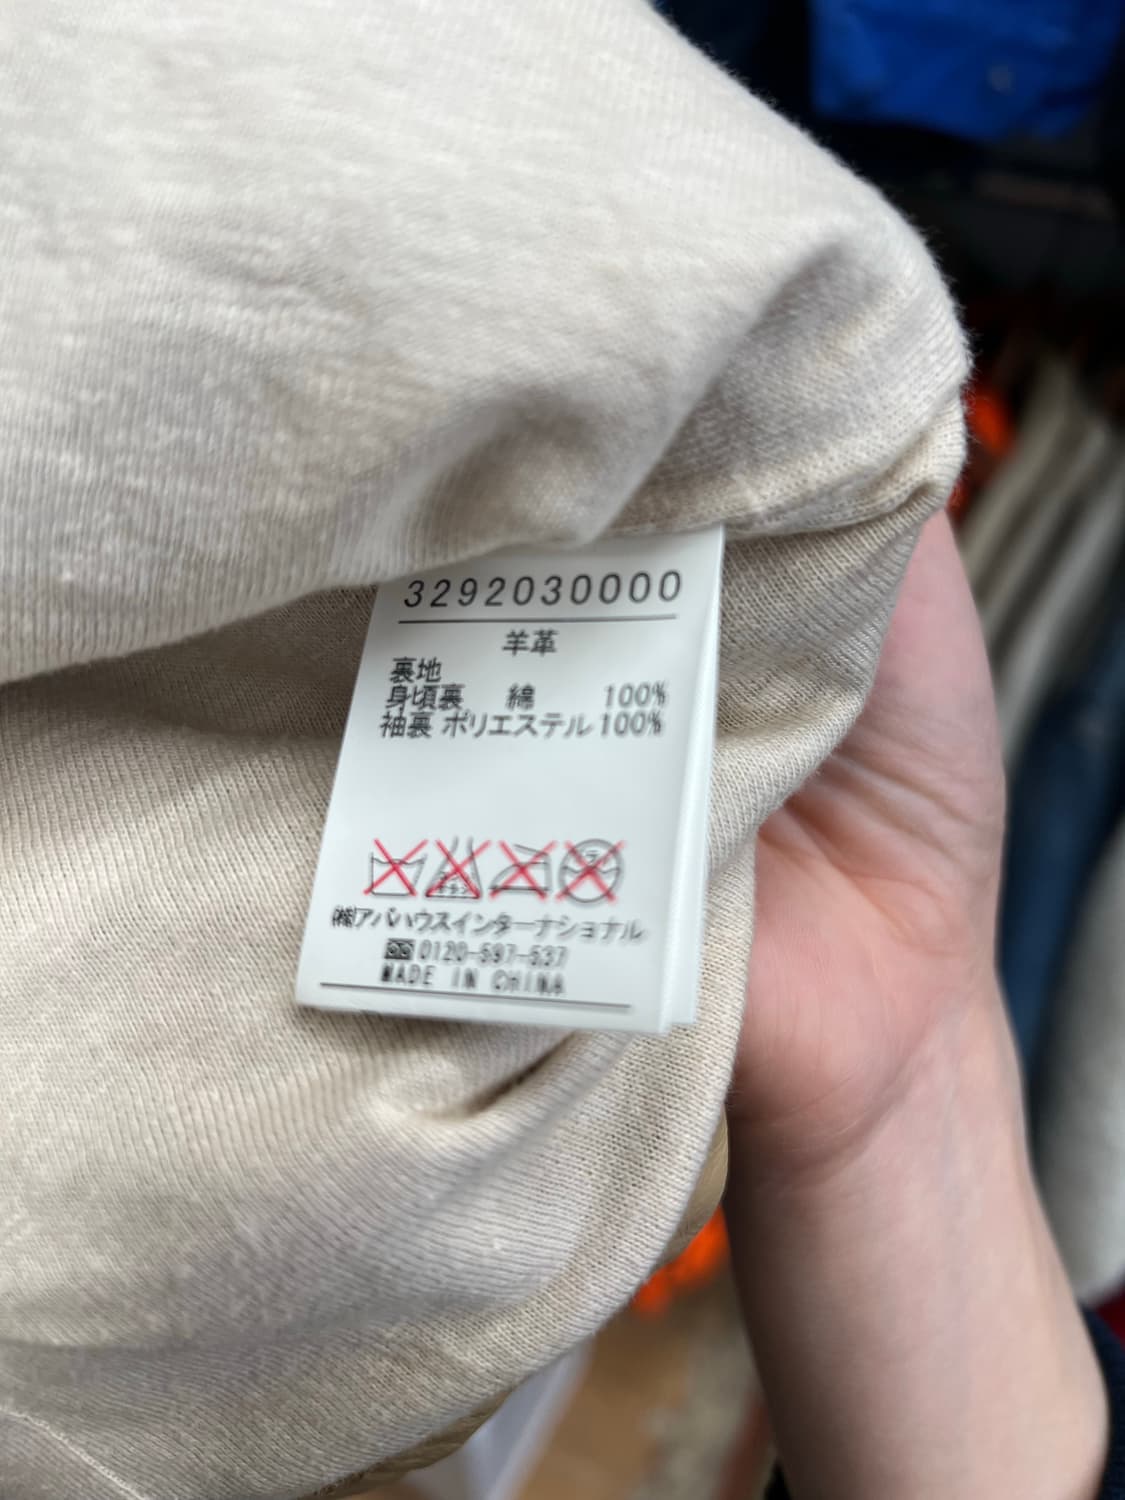 3292030000
羊革
裏地
身頃裏 綿 100%
袖裏 ポリエステル 100%
㈱アバハウスインターナショナル
0120-597-537
MADE IN CHINA